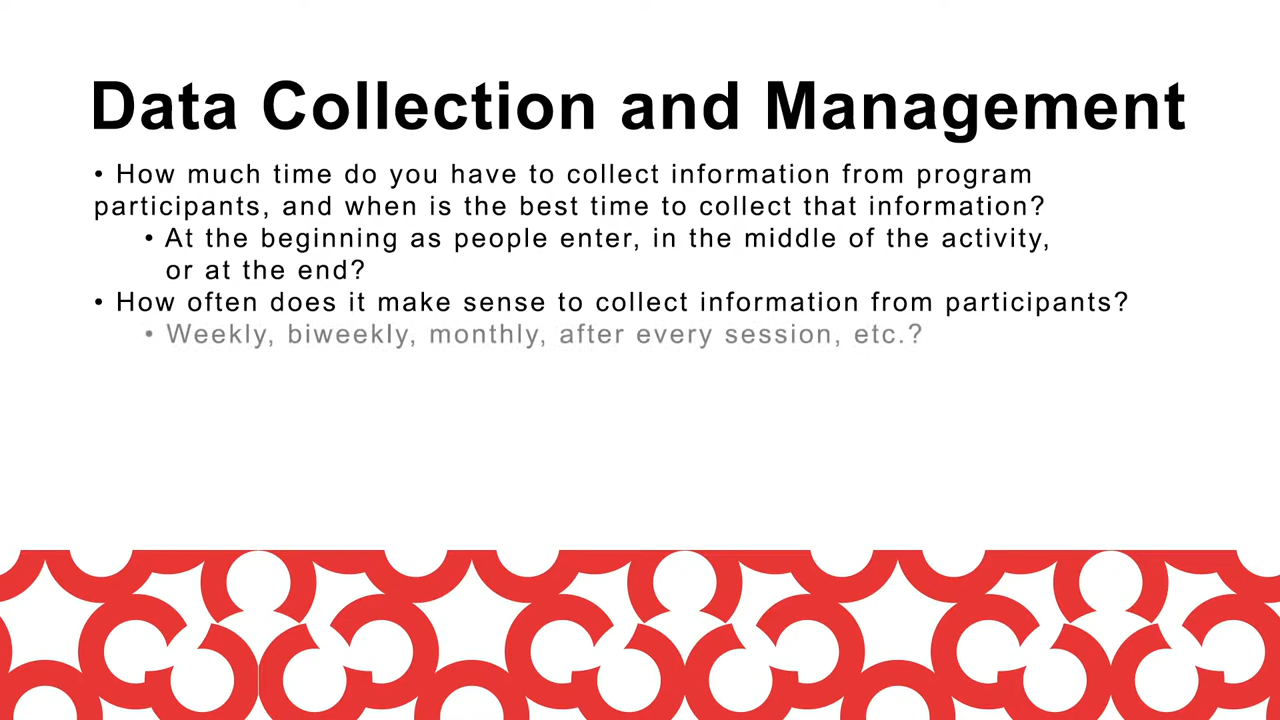 Data Collection and Management
• How much time do you have to collect information from program
participants, and when is the best time to collect that information?
• At the beginning as people enter, in the middle of the activity,
or at the end?
• How often does it make sense to collect information from participants?
• Weekly, biweekly, monthly, after every session, etc.?